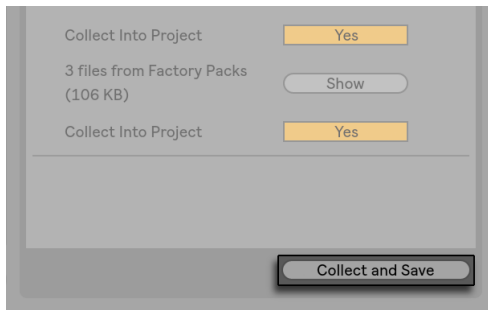 Collect Into Project Yes
3 files from Factory Packs
(106 KB) Show
Collect Into Project Yes
Collect and Save